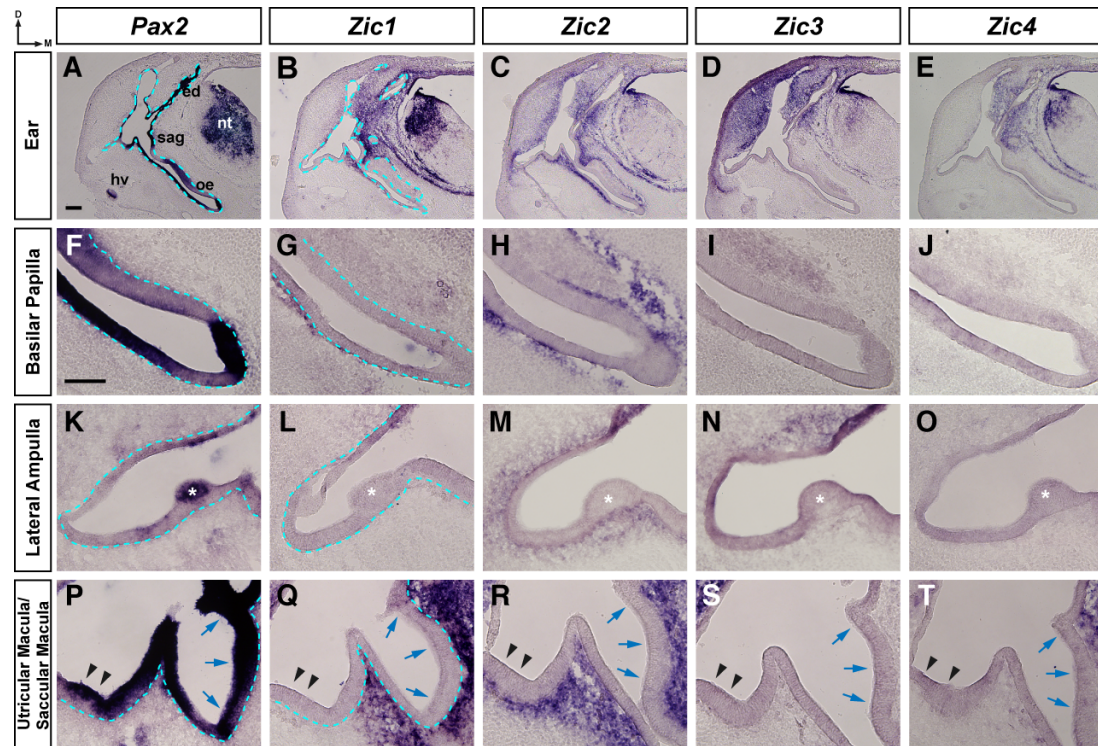 D
M
Pax2
Zic1
Zic2
Zic3
Zic4
Ear
A
ed
nt
sag
oe
hv
B
C
D
E
Basilar Papilla
F
G
H
I
J
Lateral Ampulla
K
*
L
*
M
*
N
*
O
*
Utricular Macula/
Saccular Macula
P
Q
R
S
T